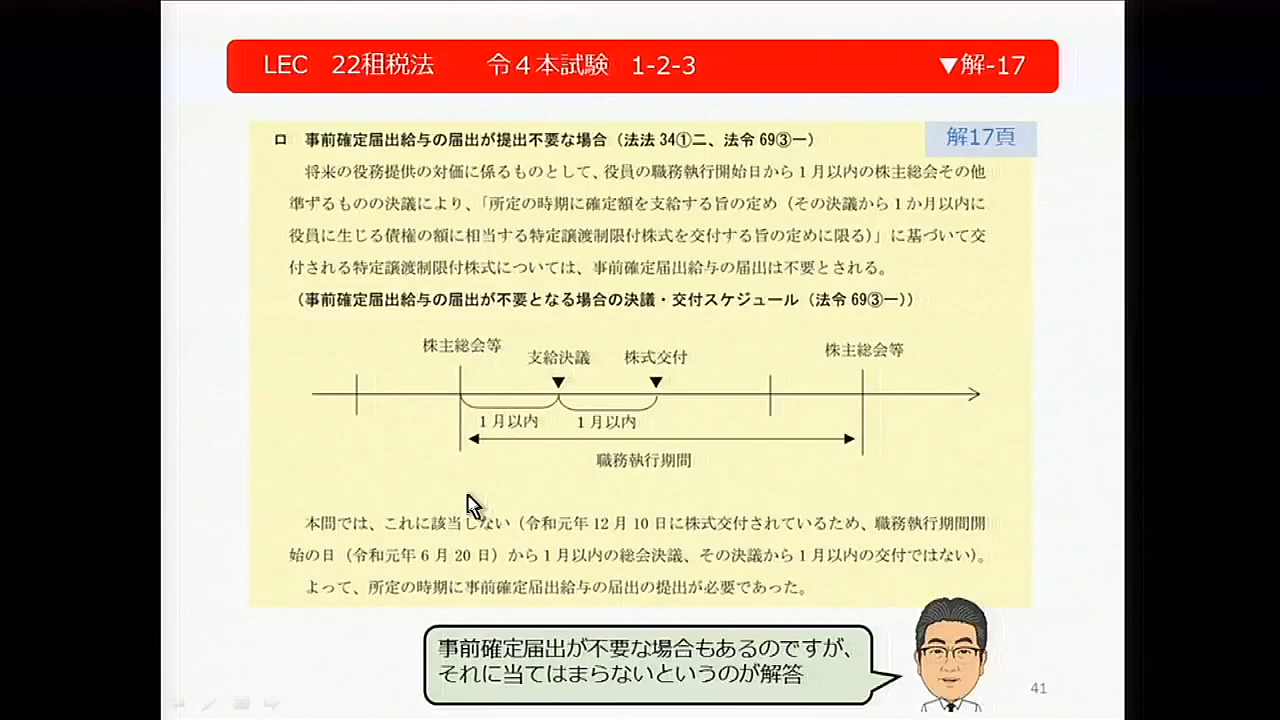 LEC 22租税法 令4本試験 1-2-3 ▼解-17
解17頁
ロ 事前確定届出給与の届出が提出不要な場合(法法34①二、法令69③一)
将来の役務提供の対価に係るものとして、役員の職務執行開始日から1月以内の株主総会その他
準ずるものの決議により、「所定の時期に確定額を支給する旨の定め(その決議から1か月以内に
役員に生じる債権の額に相当する特定譲渡制限付株式を交付する旨の定めに限る)」に基づいて交
付される特定譲渡制限付株式については、事前確定届出給与の届出は不要とされる。
(事前確定届出給与の届出が不要となる場合の決議・交付スケジュール(法令69③一))
株主総会等 支給決議 株式交付 株主総会等
1月以内 1月以内
職務執行期間
本問では、これに該当しない(令和元年12月10日に株式交付されているため、職務執行期間開
始の日(令和元年6月20日)から1月以内の総会決議、その決議から1月以内の交付ではない)。
よって、所定の時期に事前確定届出給与の届出の提出が必要であった。
事前確定届出が不要な場合もあるのですが、
それに当てはまらないというのが解答
41